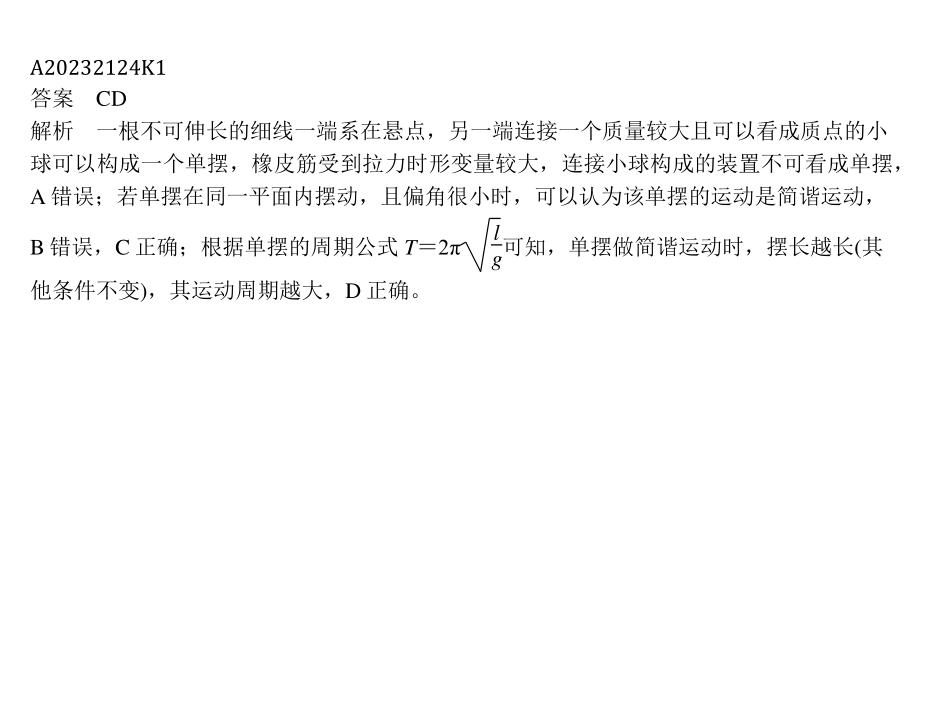 A20232124K1
答案 CD
解析 一根不可伸长的细线一端系在悬点，另一端连接一个质量较大且可以看成质点的小
球可以构成一个单摆，橡皮筋受到拉力时形变量较大，连接小球构成的装置不可看成单摆，
A 错误；若单摆在同一平面内摆动，且偏角很小时，可以认为该单摆的运动是简谐运动，
B 错误，C 正确；根据单摆的周期公式 T＝2π√(l/g)可知，单摆做简谐运动时，摆长越长(其
他条件不变)，其运动周期越大，D 正确。